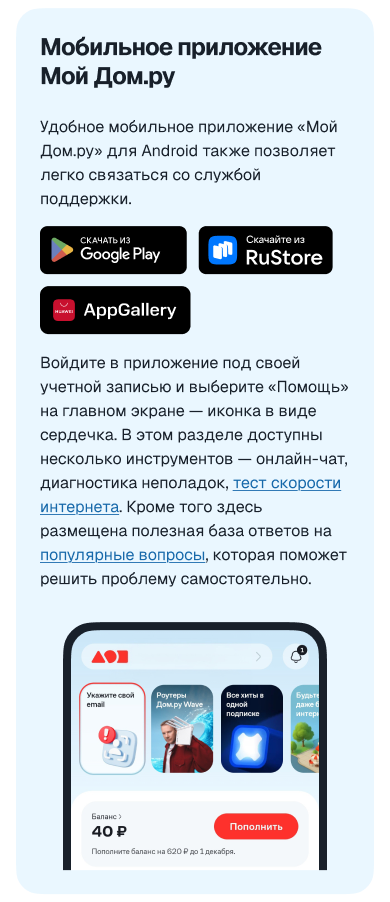 Мобильное приложение
Мой Дом.ру
Удобное мобильное приложение «Мой
Дом.ру» для Android также позволяет
легко связаться со службой
поддержки.
СКАЧАТЬ ИЗ
Google Play
Скачайте из
RuStore
HUAWEI
AppGallery
Войдите в приложение под своей
учетной записью и выберите «Помощь»
на главном экране — иконка в виде
сердечка. В этом разделе доступны
несколько инструментов — онлайн-чат,
диагностика неполадок, тест скорости
интернета. Кроме того здесь
размещена полезная база ответов на
популярные вопросы, которая поможет
решить проблему самостоятельно.
1
Укажите свой
email
Роутеры
Дом.ру Wave
Все хиты в
одной
подписке
Баланс
40 ₽
Пополнить
Пополните баланс на 620 ₽ до 1 декабря.